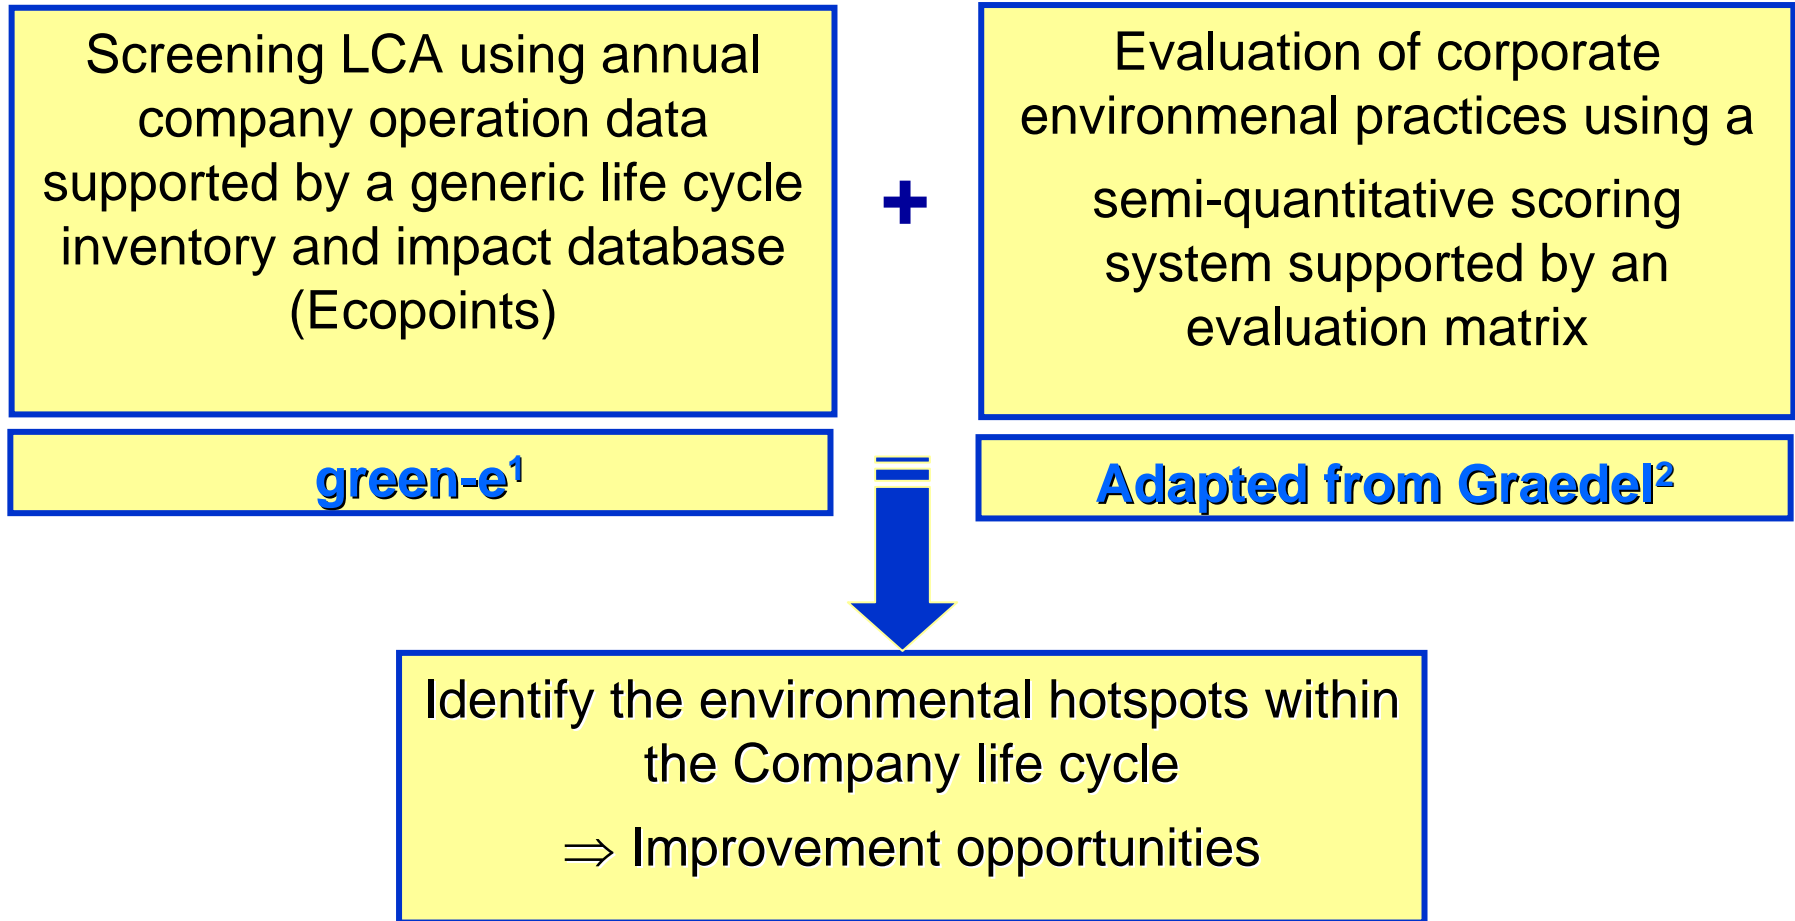 Screening LCA using annual
company operation data
supported by a generic life cycle
inventory and impact database
(Ecopoints)
+
Evaluation of corporate
environmenal practices using a
semi-quantitative scoring
system supported by an
evaluation matrix
green-e¹
Adapted from Graedel²
Identify the environmental hotspots within
the Company life cycle
⇒ Improvement opportunities